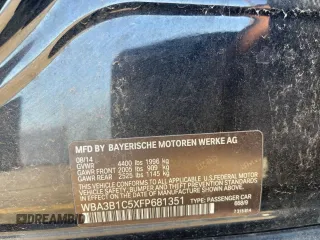 MFD BY BAYERISCHE MOTOREN WERKE AG
08/14
GVWR 4400 lbs 1996 kg
GAWR FRONT 2005 lbs 909 kg
GAWR REAR 2525 lbs 1145 kg
THIS VEHICLE CONFORMS TO ALL APPLICABLE U.S. FEDERAL MOTOR
VEHICLE SAFETY, BUMPER, AND THEFT PREVENTION STANDARDS IN
EFFECT ON THE DATE OF MANUFACTURE SHOWN ABOVE.
WBA3B1C5XFP681351 TYPE: PASSENGER CAR
0669
DREAMBID